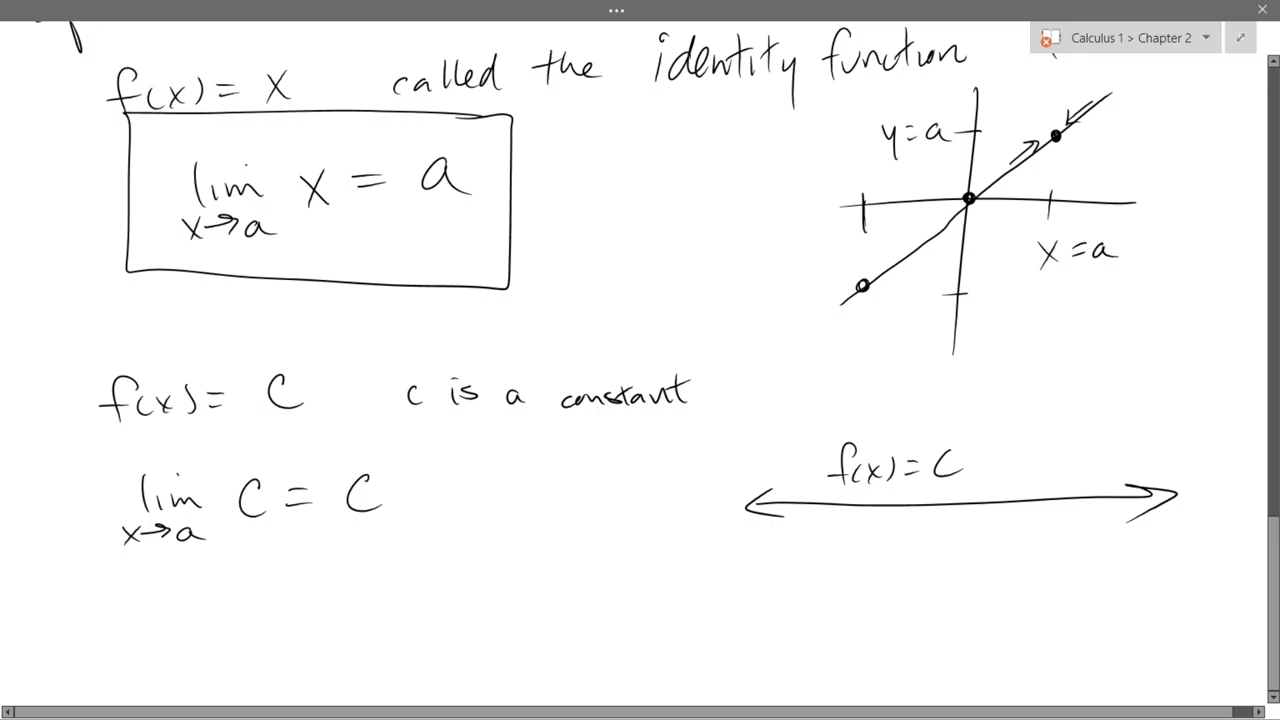 Calculus 1 > Chapter 2
f(x) = x called the identity function
lim x = a
x→a
y = a
x = a
f(x) = C c is a constant
f(x) = C
lim C = C
x→a